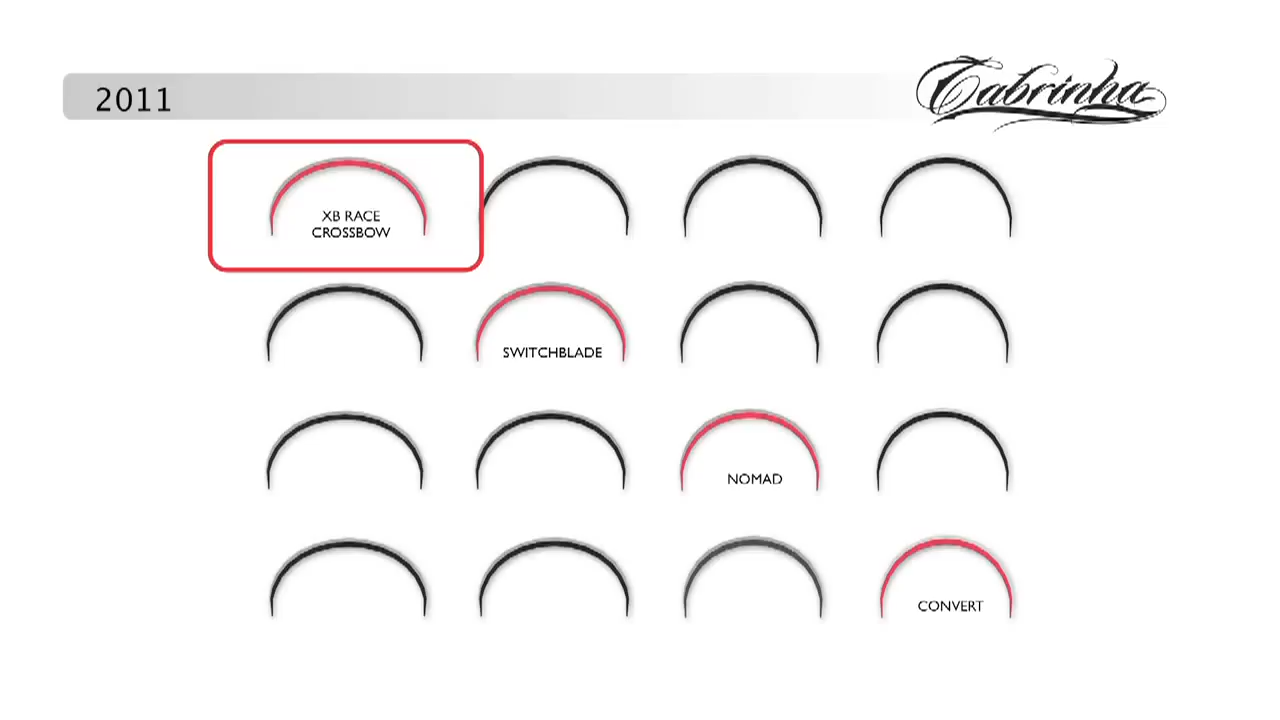 2011
Cabrinha
XB RACE
CROSSBOW
SWITCHBLADE
NOMAD
CONVERT